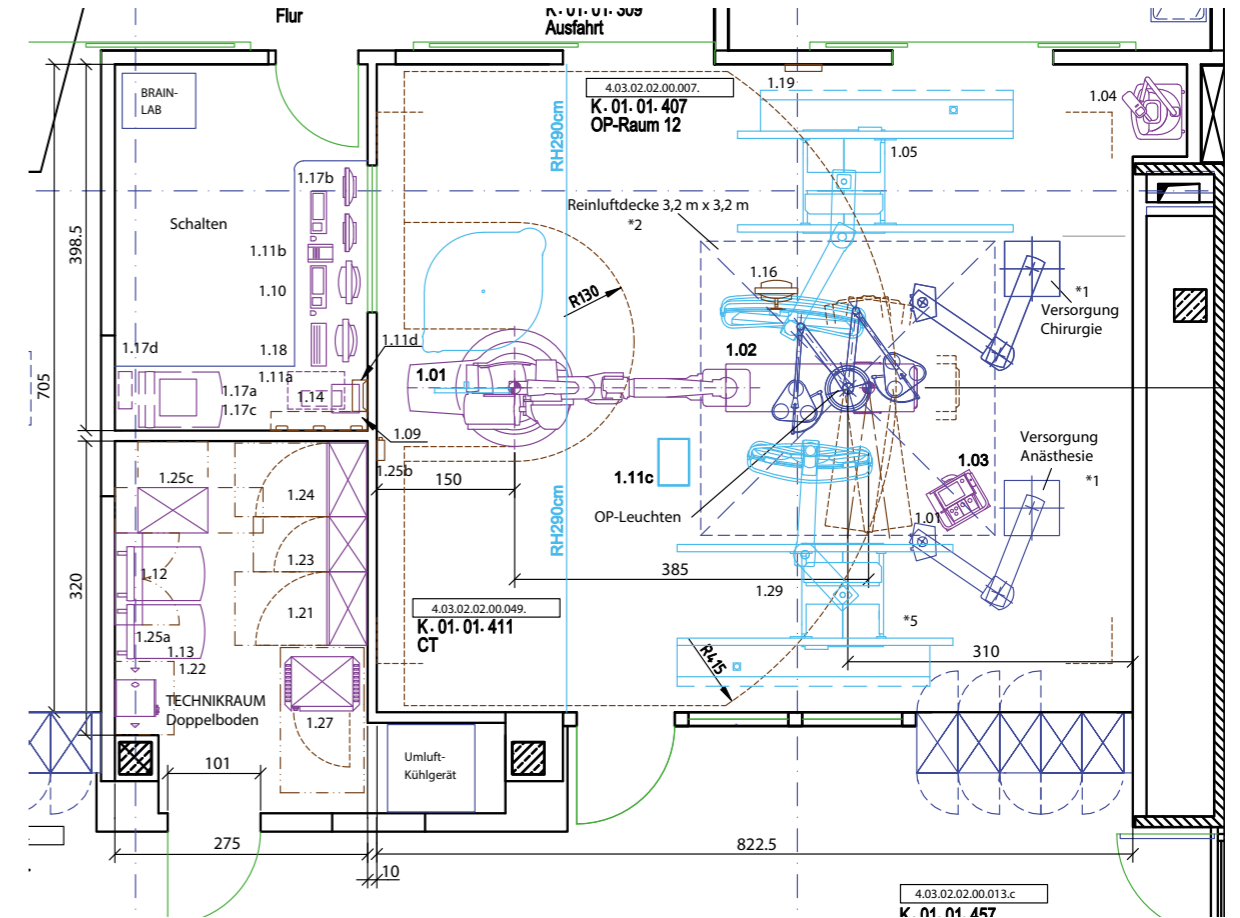 Flur
K. 01. 01. 309
Ausfahrt
BRAIN-
LAB
4.03.02.02.00.007.
K. 01. 01. 407
OP-Raum 12
RH290cm
1.19
1.04
1.05
1.17b
Schalten
Reinluftdecke 3,2 m x 3,2 m
*2
398.5
1.11b
1.10
1.16
R130
*1
Versorgung
Chirurgie
1.17d
1.18
1.11d
1.02
1.01
705
1.11a
1.17a
1.14
1.17c
1.09
Versorgung
Anästhesie
*1
1.25b
1.25c
150
1.11c
1.03
1.24
OP-Leuchten
1.01
RH290cm
1.23
1.12
385
320
1.29
1.21
4.03.02.02.00.049.
K. 01. 01. 411
CT
*5
1.25a
1.13
1.22
R415
310
TECHNIKRAUM
Doppelboden
1.27
Umluft-
Kühlgerät
101
275
822.5
10
4.03.02.02.00.013.c
K. 01. 01. 457